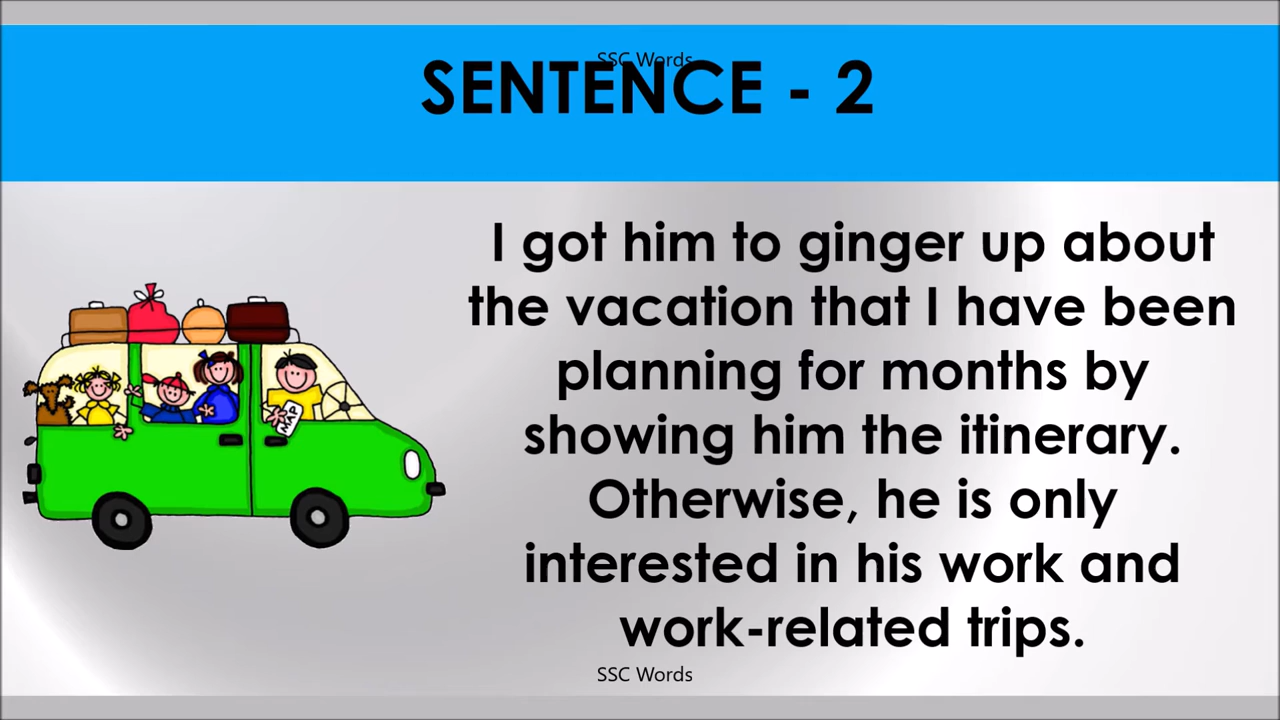 SSC Words
SENTENCE - 2
I got him to ginger up about
the vacation that I have been
planning for months by
showing him the itinerary.
Otherwise, he is only
interested in his work and
work-related trips.
MAP
SSC Words